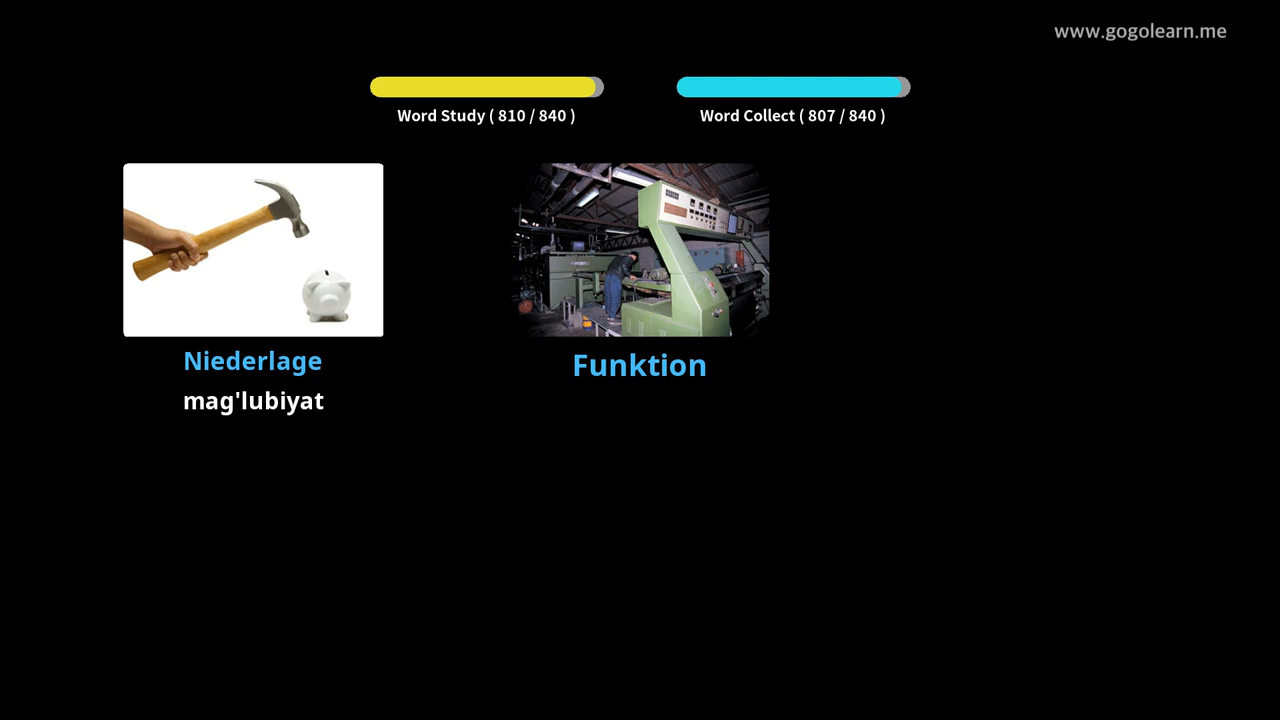 www.gogolearn.me
Word Study ( 810 / 840 )
Word Collect ( 807 / 840 )
Niederlage
mag'lubiyat
Funktion